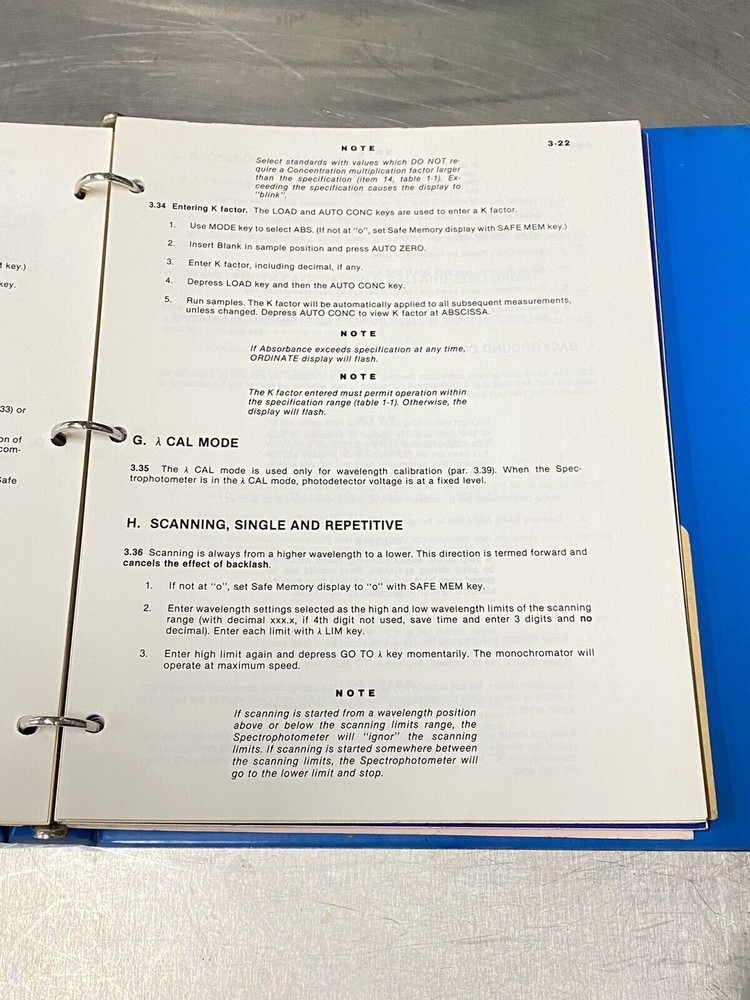 key.)
key.
33) or
on of
com-
Safe
3-22
NOTE
Select standards with values which DO NOT re-
quire a Concentration multiplication factor larger
than the specification (item 14, table 1-1). Ex-
ceeding the specification causes the display to
"blink".
3.34 Entering K factor. The LOAD and AUTO CONC keys are used to enter a K factor.
1. Use MODE key to select ABS. (If not at "o", set Safe Memory display with SAFE MEM key.)
2. Insert Blank in sample position and press AUTO ZERO.
3. Enter K factor, including decimal, if any.
4. Depress LOAD key and then the AUTO CONC key.
5. Run samples. The K factor will be automatically applied to all subsequent measurements,
unless changed. Depress AUTO CONC to view K factor at ABSCISSA.
NOTE
If Absorbance exceeds specification at any time,
ORDINATE display will flash.
NOTE
The K factor entered must permit operation within
the specification range (table 1-1). Otherwise, the
display will flash.
G. λ CAL MODE
3.35 The λ CAL mode is used only for wavelength calibration (par. 3.39). When the Spec-
trophotometer is in the λ CAL mode, photodetector voltage is at a fixed level.
H. SCANNING, SINGLE AND REPETITIVE
3.36 Scanning is always from a higher wavelength to a lower. This direction is termed forward and
cancels the effect of backlash.
1. If not at "o", set Safe Memory display to "o" with SAFE MEM key.
2. Enter wavelength settings selected as the high and low wavelength limits of the scanning
range (with decimal xxx.x, if 4th digit not used, save time and enter 3 digits and no
decimal). Enter each limit with λ LIM key.
3. Enter high limit again and depress GO TO λ key momentarily. The monochromator will
operate at maximum speed.
NOTE
If scanning is started from a wavelength position
above or below the scanning limits range, the
Spectrophotometer will "ignor" the scanning
limits. If scanning is started somewhere between
the scanning limits, the Spectrophotometer will
go to the lower limit and stop.